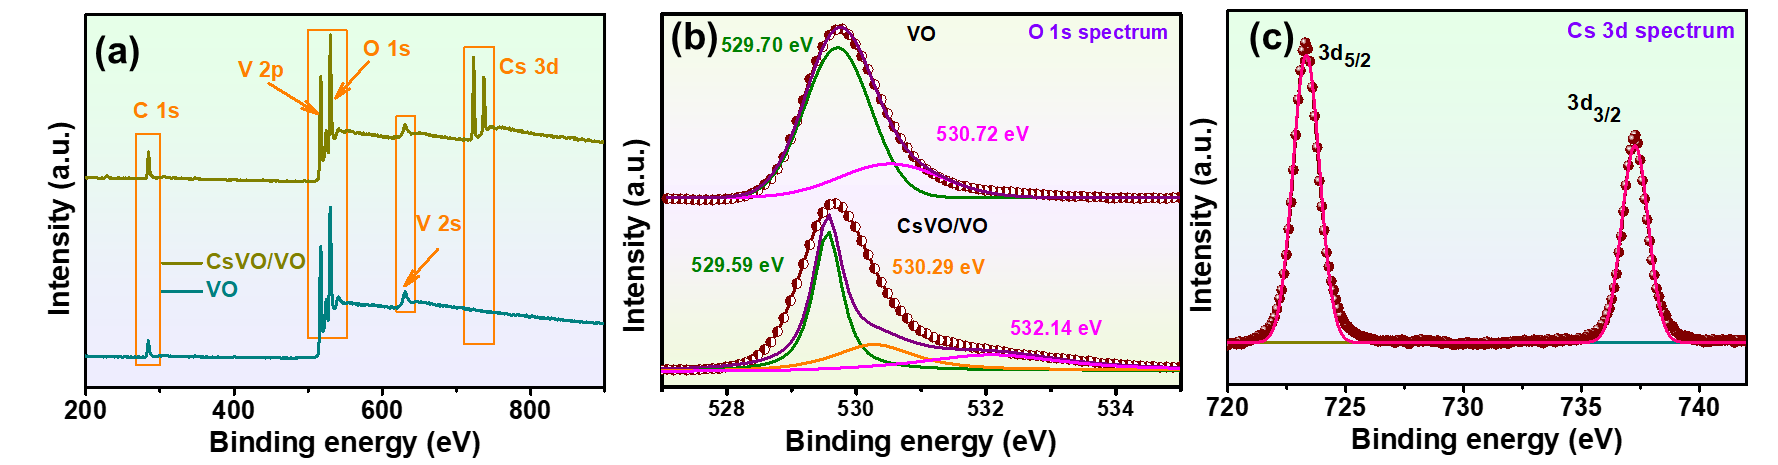 (a)
C 1s
V 2p
O 1s
Cs 3d
V 2s
CsVO/VO
VO
Intensity (a.u.)
200 400 600 800
Binding energy (eV)
(b)
529.70 eV
VO
O 1s spectrum
530.72 eV
CsVO/VO
529.59 eV
530.29 eV
532.14 eV
Intensity (a.u.)
528 530 532 534
Binding energy (eV)
(c)
Cs 3d spectrum
3d5/2
3d3/2
Intensity (a.u.)
720 725 730 735 740
Binding energy (eV)